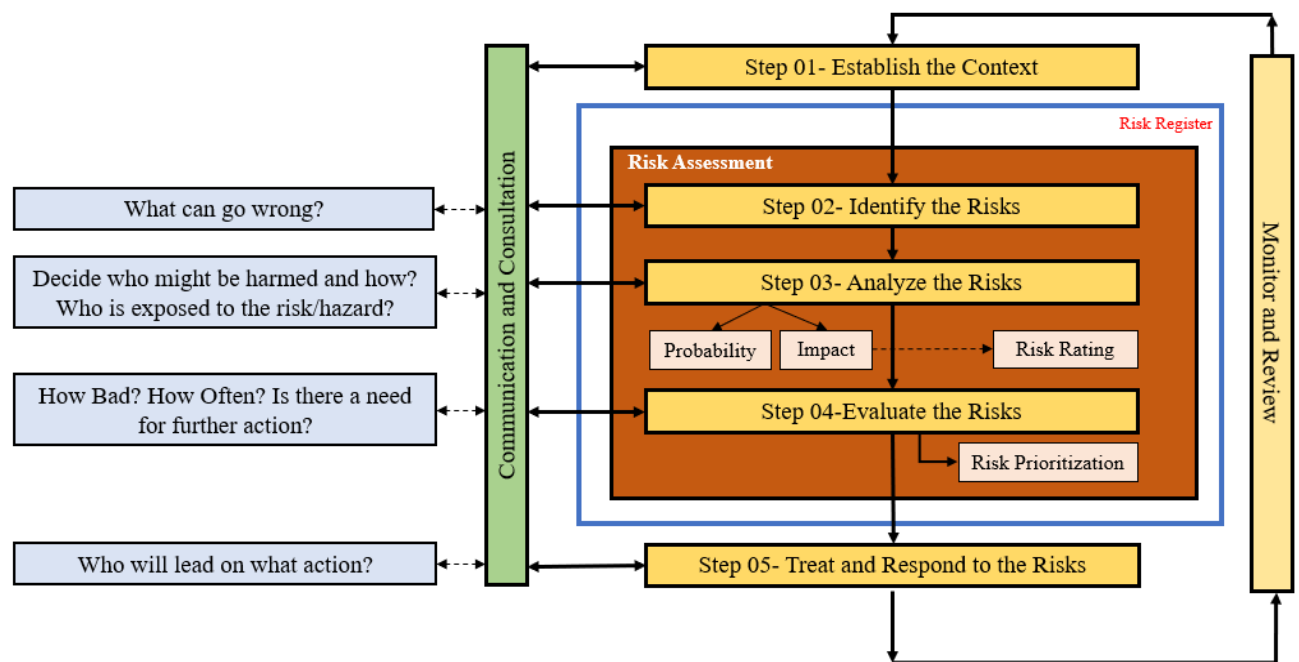 Step 01- Establish the Context
Risk Register
Risk Assessment
Communication and Consultation
What can go wrong?
Step 02- Identify the Risks
Decide who might be harmed and how?
Who is exposed to the risk/hazard?
Step 03- Analyze the Risks
Probability
Impact
Risk Rating
How Bad? How Often? Is there a need
for further action?
Step 04-Evaluate the Risks
Risk Prioritization
Who will lead on what action?
Step 05- Treat and Respond to the Risks
Monitor and Review